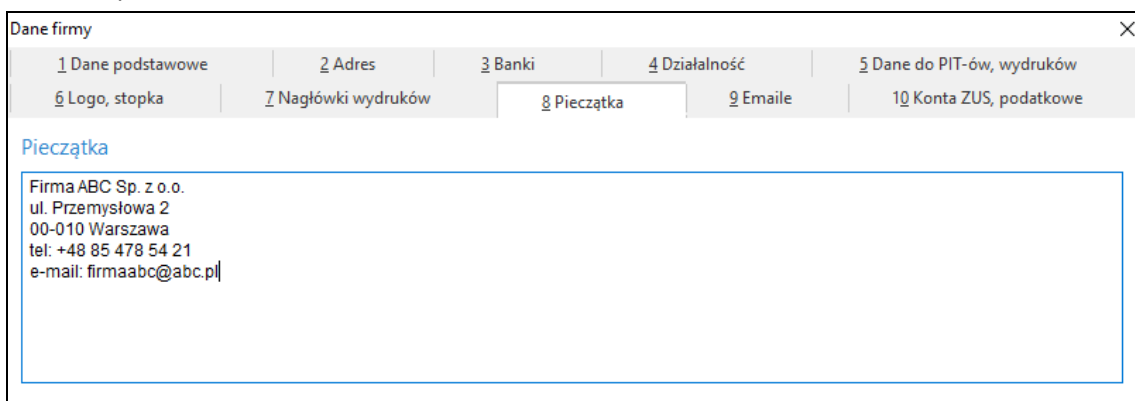 Dane firmy
1 Dane podstawowe 2 Adres 3 Banki 4 Działalność 5 Dane do PIT-ów, wydruków
6 Logo, stopka 7 Nagłówki wydruków 8 Pieczątka 9 Emaile 10 Konta ZUS, podatkowe
Pieczątka
Firma ABC Sp. z o.o.
ul. Przemysłowa 2
00-010 Warszawa
tel: +48 85 478 54 21
e-mail: firmaabc@abc.pl